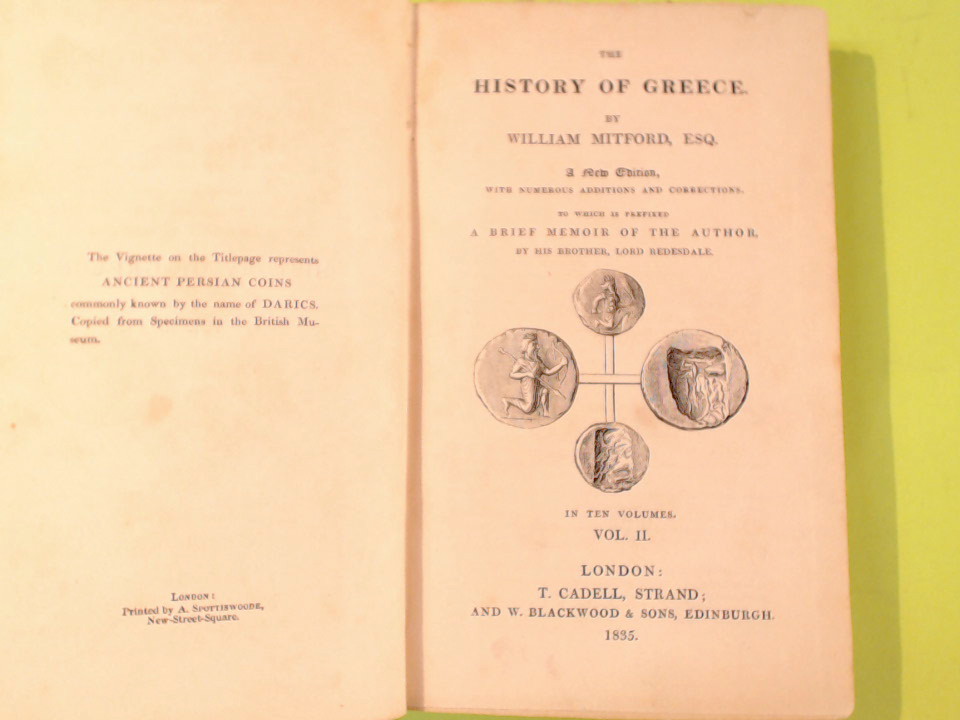 The Vignette on the Titlepage represents
ANCIENT PERSIAN COINS
commonly known by the name of DARICS.
Copied from Specimens in the British Mu-
seum.
LONDON:
Printed by A. SPOTTISWOODE,
New-Street-Square.
THE
HISTORY OF GREECE.
BY
WILLIAM MITFORD, ESQ.
A New Edition,
WITH NUMEROUS ADDITIONS AND CORRECTIONS.
TO WHICH IS PREFIXED
A BRIEF MEMOIR OF THE AUTHOR,
BY HIS BROTHER, LORD REDESDALE.
IN TEN VOLUMES.
VOL. II.
LONDON:
T. CADELL, STRAND;
AND W. BLACKWOOD & SONS, EDINBURGH.
1835.